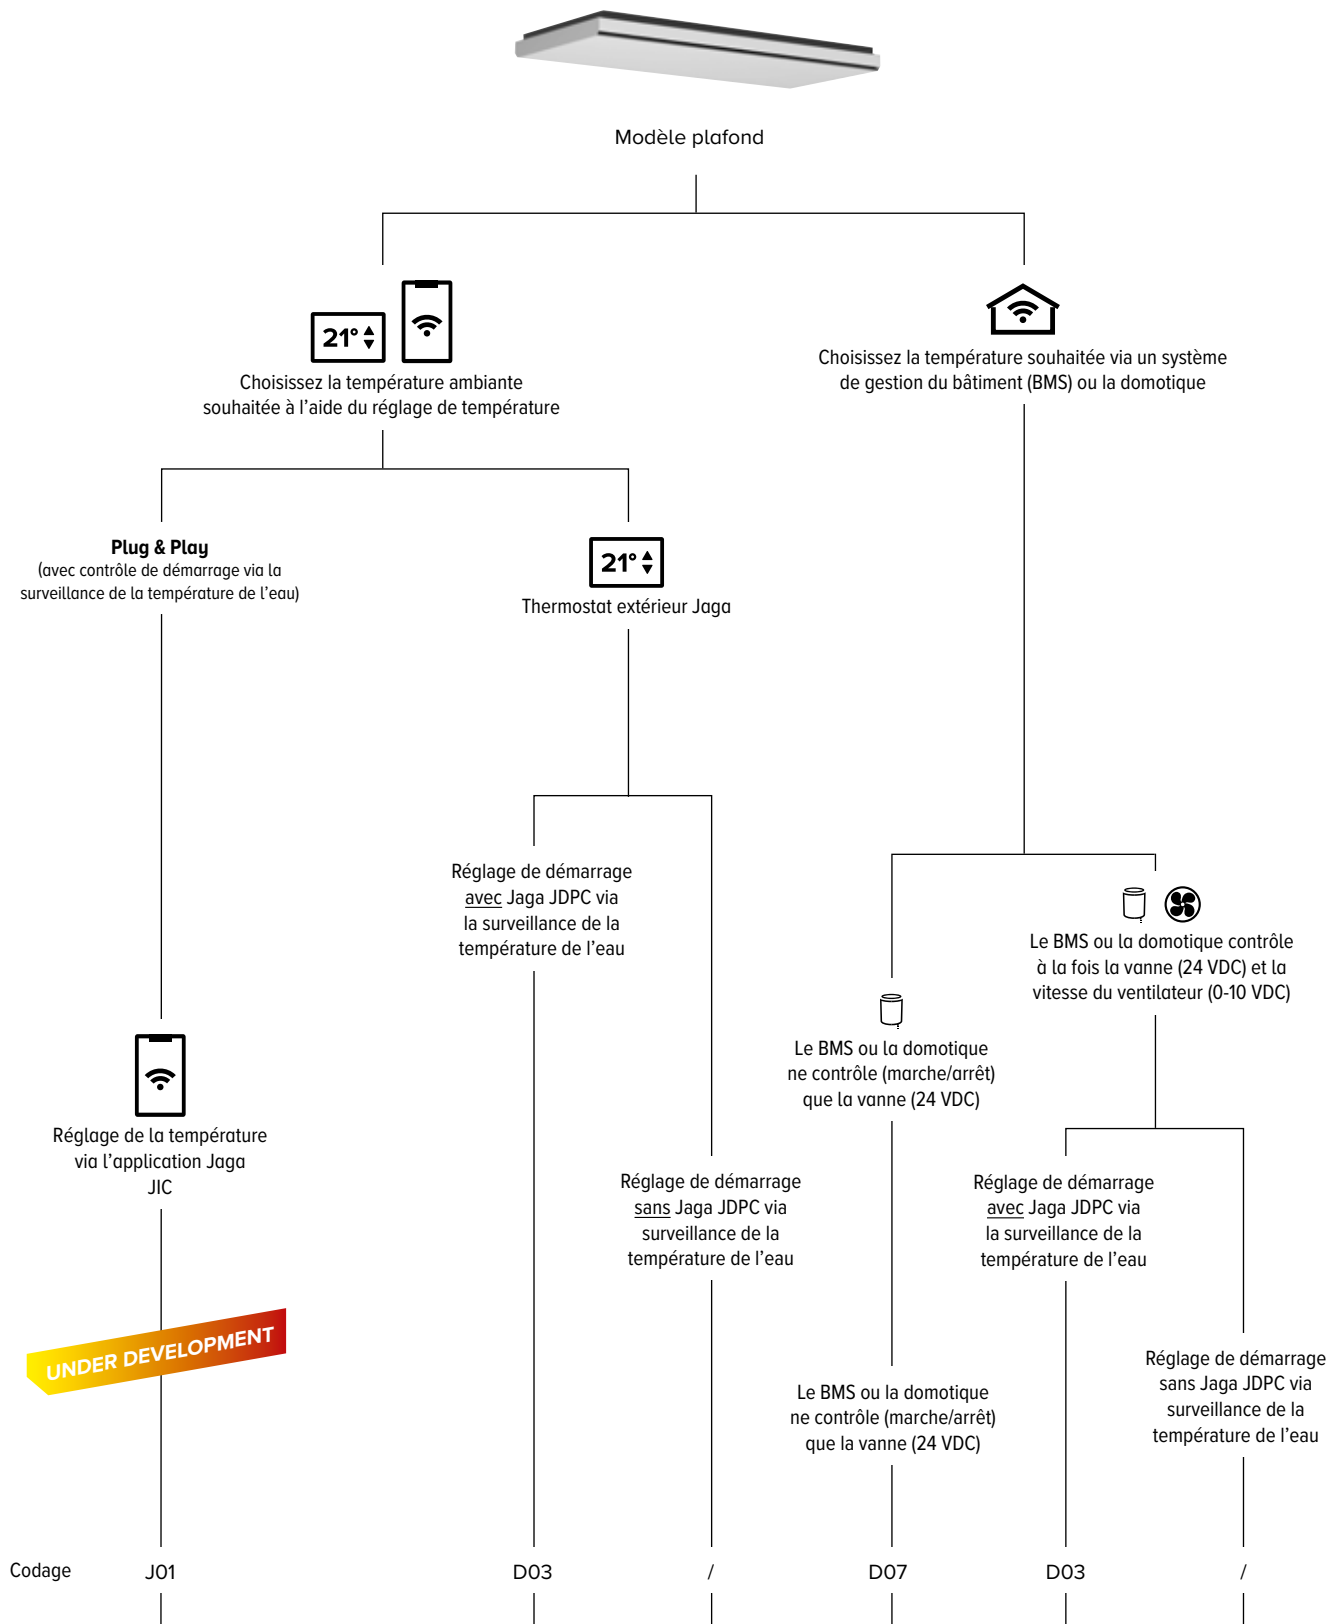 Modèle plafond
21°
Choisissez la température ambiante
souhaitée à l'aide du réglage de température
Choisissez la température souhaitée via un système
de gestion du bâtiment (BMS) ou la domotique
Plug & Play
(avec contrôle de démarrage via la
surveillance de la température de l'eau)
21°
Thermostat extérieur Jaga
Réglage de démarrage
avec Jaga JDPC via
la surveillance de la
température de l'eau
Le BMS ou la domotique contrôle
à la fois la vanne (24 VDC) et la
vitesse du ventilateur (0-10 VDC)
Le BMS ou la domotique
ne contrôle (marche/arrêt)
que la vanne (24 VDC)
Réglage de la température
via l'application Jaga
JIC
Réglage de démarrage
sans Jaga JDPC via
surveillance de la
température de l'eau
Réglage de démarrage
avec Jaga JDPC via
la surveillance de la
température de l'eau
UNDER DEVELOPMENT
Le BMS ou la domotique
ne contrôle (marche/arrêt)
que la vanne (24 VDC)
Réglage de démarrage
sans Jaga JDPC via
surveillance de la
température de l'eau
Codage J01 D03 / D07 D03 /